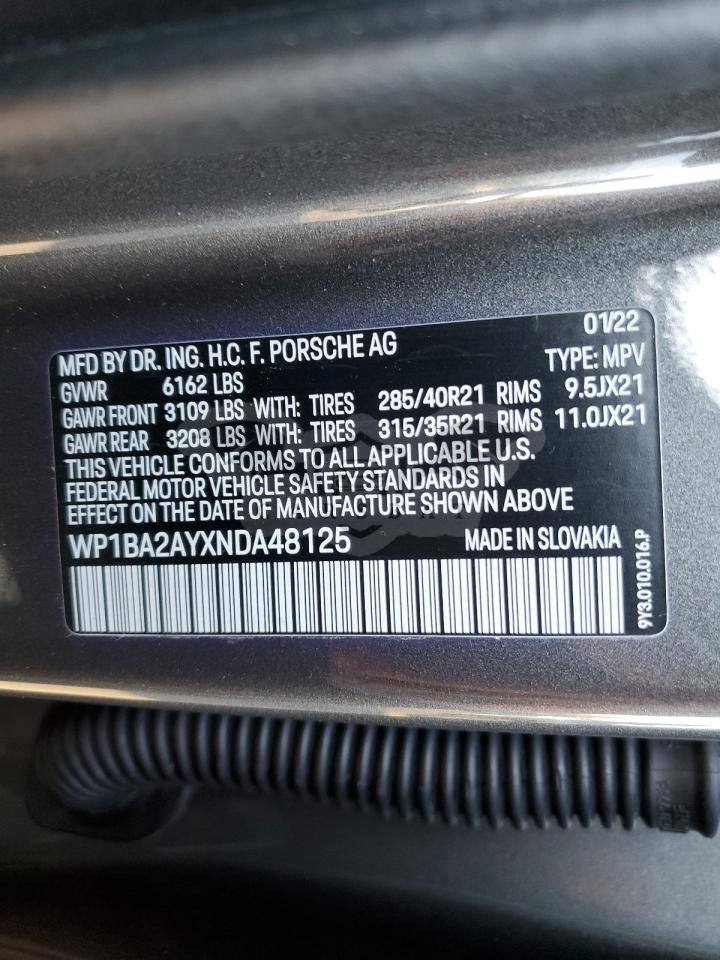 01/22
MFD BY DR. ING. H.C. F. PORSCHE AG TYPE: MPV
GVWR 6162 LBS
GAWR FRONT 3109 LBS WITH: TIRES 285/40R21 RIMS 9.5JX21
GAWR REAR 3208 LBS WITH: TIRES 315/35R21 RIMS 11.0JX21
THIS VEHICLE CONFORMS TO ALL APPLICABLE U.S.
FEDERAL MOTOR VEHICLE SAFETY STANDARDS IN
EFFECT ON THE DATE OF MANUFACTURE SHOWN ABOVE
WP1BA2AYXNDA48125 MADE IN SLOVAKIA
9Y3.010.016.P